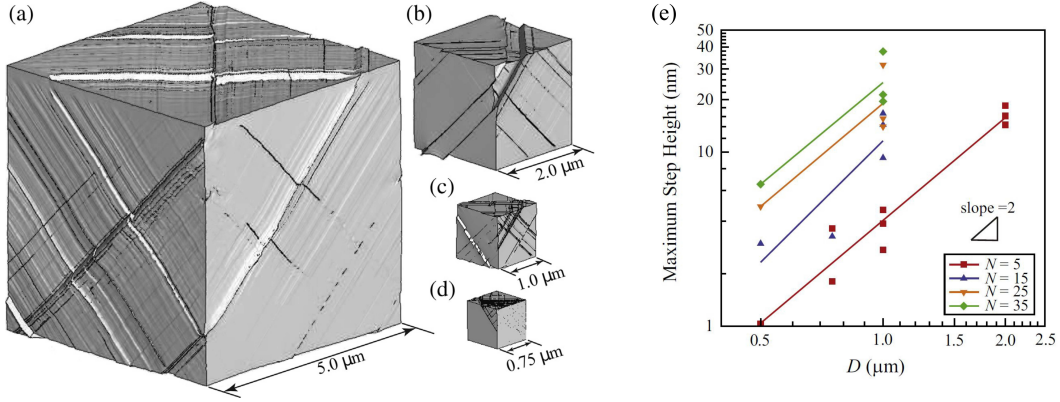 (a)
5.0 μm
(b)
2.0 μm
(c)
1.0 μm
(d)
0.75 μm
(e)
Maximum Step Height (nm)
50
40
30
20
10
1
slope =2
N = 5
N = 15
N = 25
N = 35
0.5 1.0 1.5 2.0 2.5
D (μm)